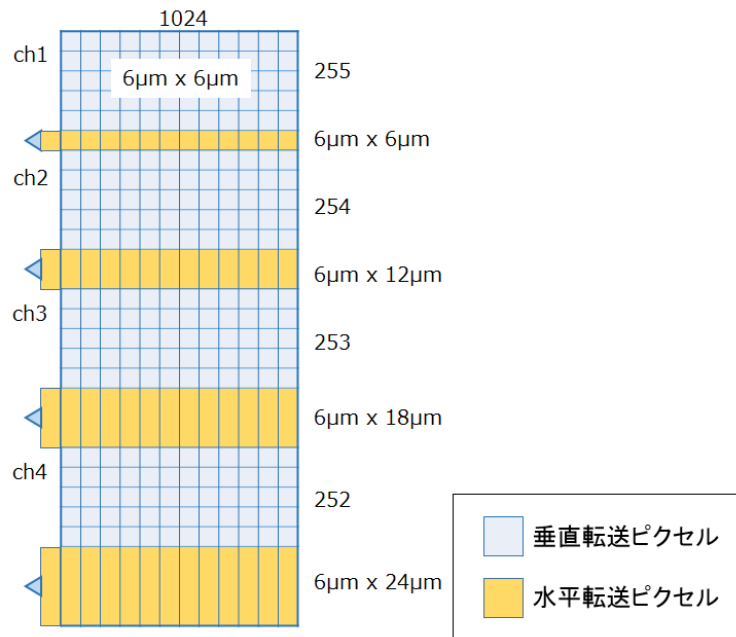 1024
ch1
6μm x 6μm
255
6μm x 6μm
ch2
254
6μm x 12μm
ch3
253
6μm x 18μm
ch4
252
6μm x 24μm
垂直転送ピクセル
水平転送ピクセル